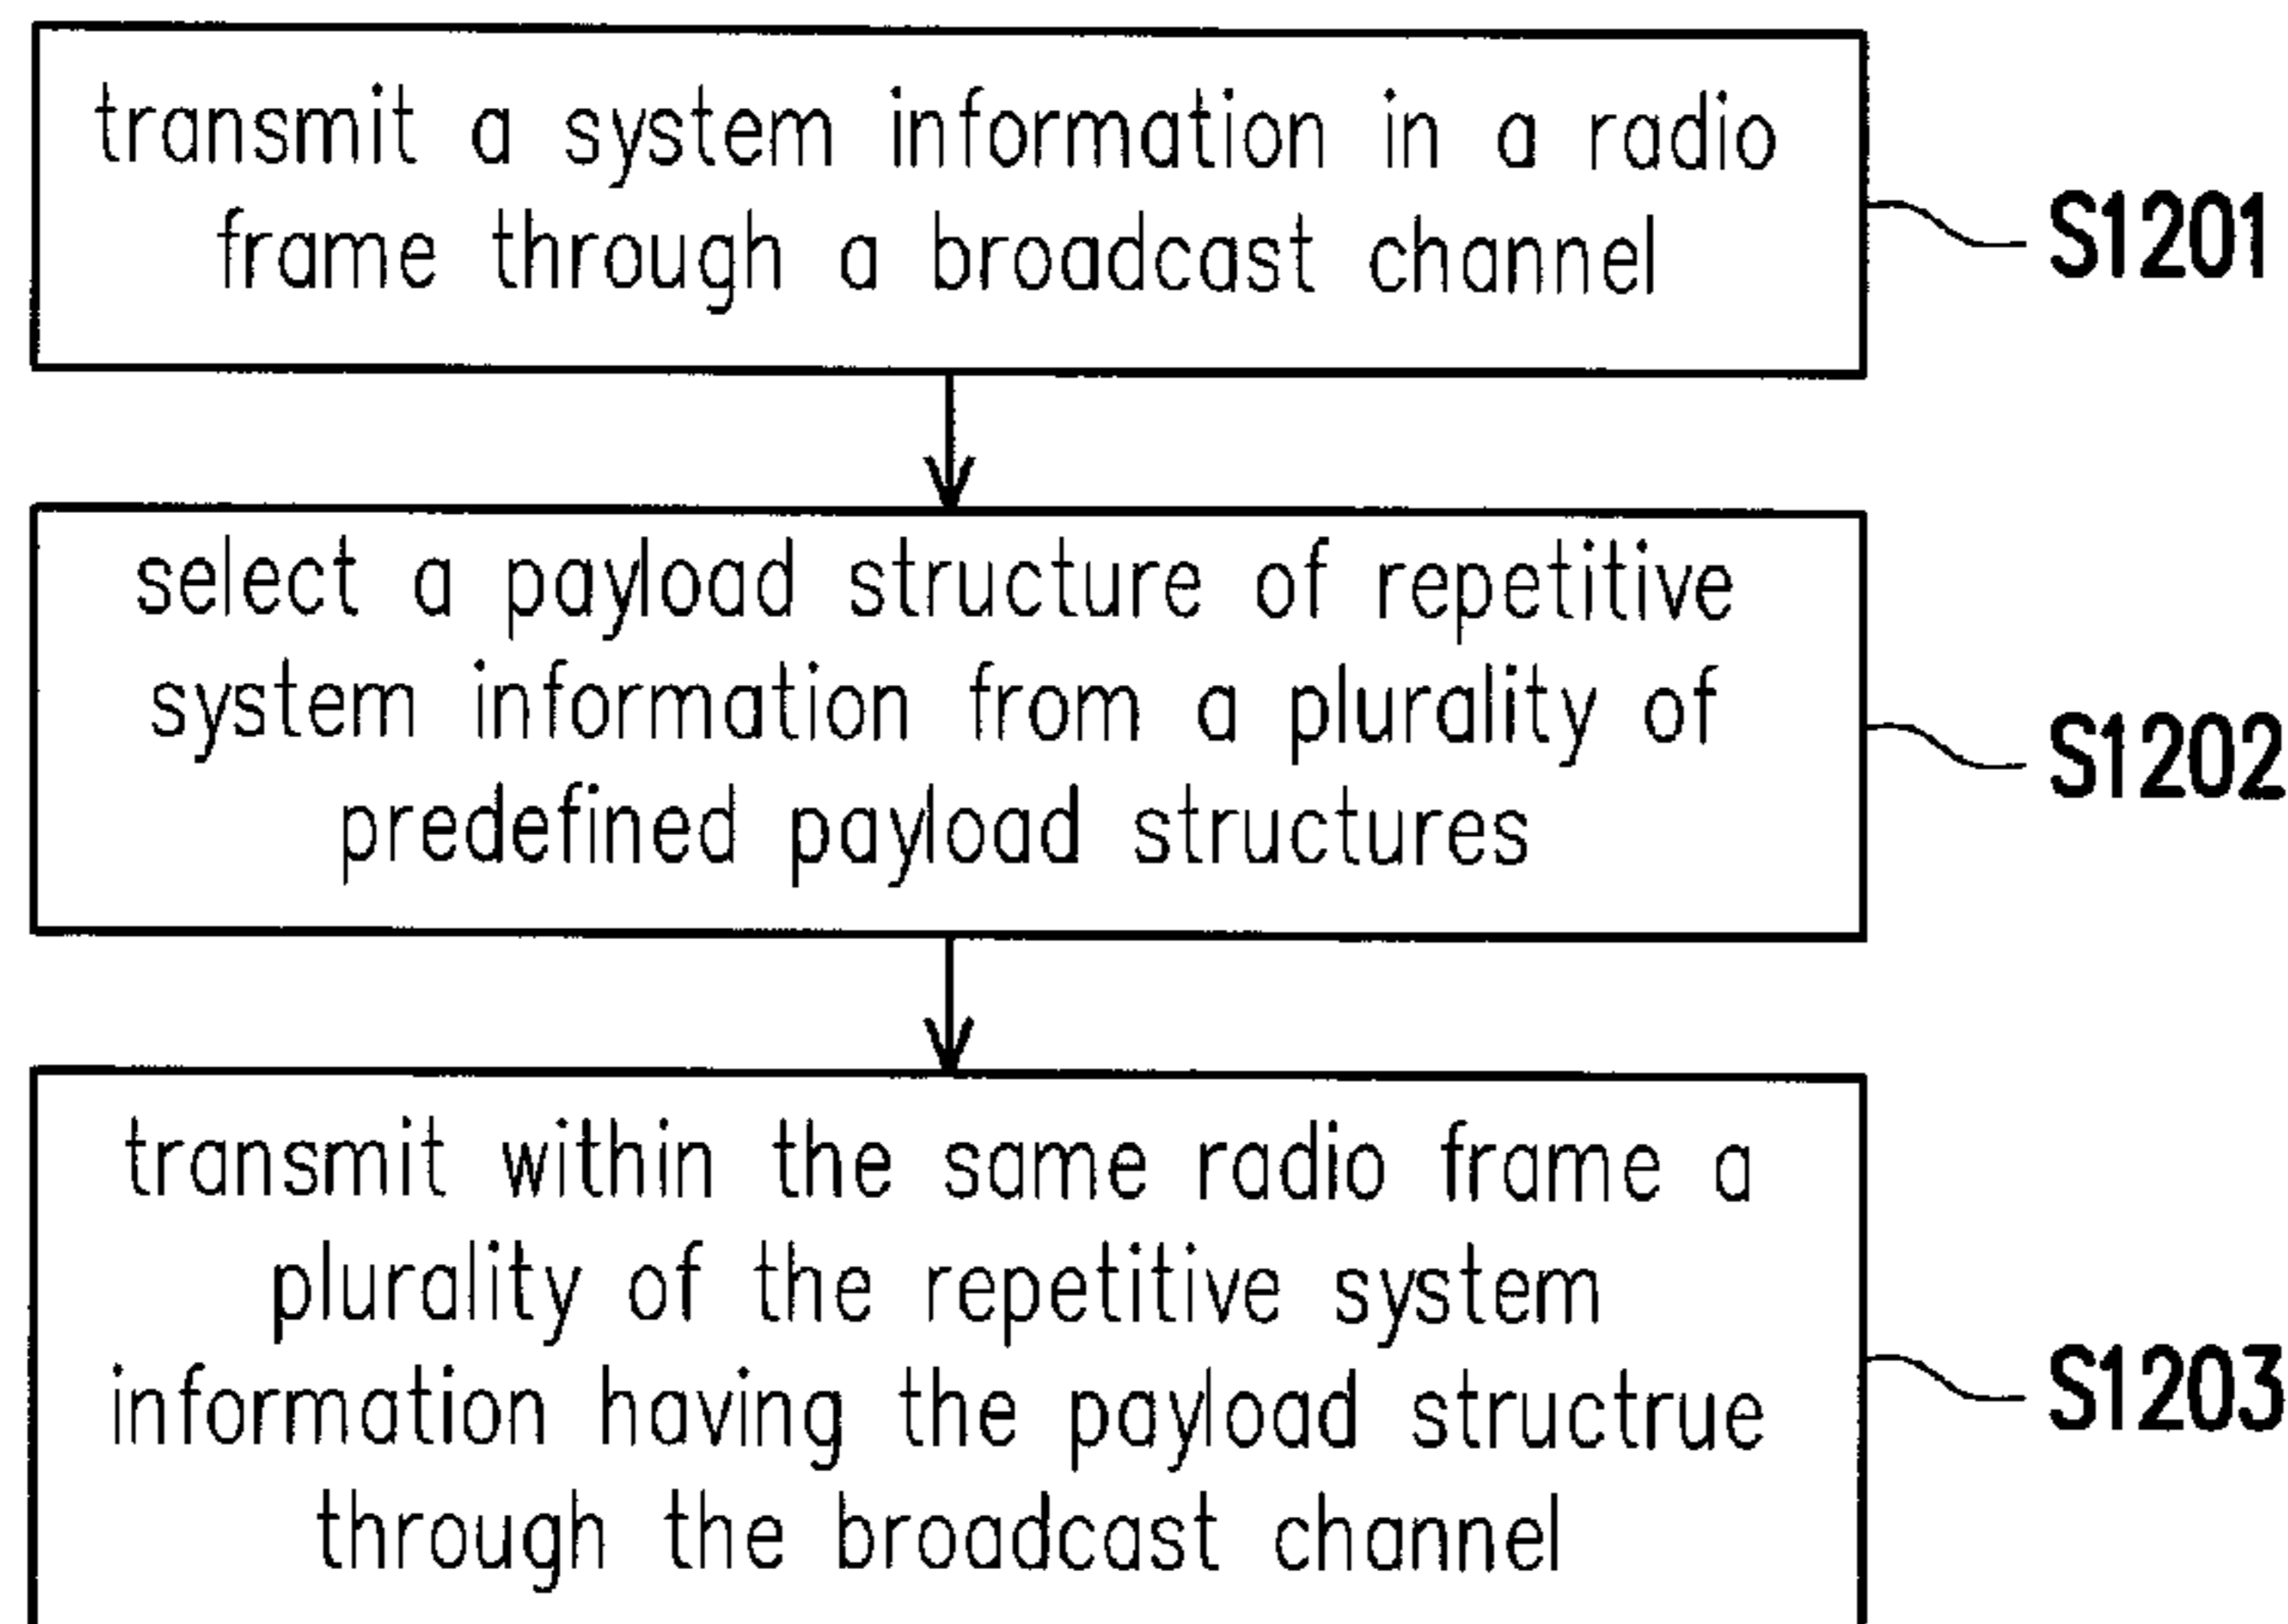 transmit a system information in a radio
frame through a broadcast channel
S1201
select a payload structure of repetitive
system information from a plurality of
predefined payload structures
S1202
transmit within the same radio frame a
plurality of the repetitive system
information having the payload structrue
through the broadcast channel
S1203